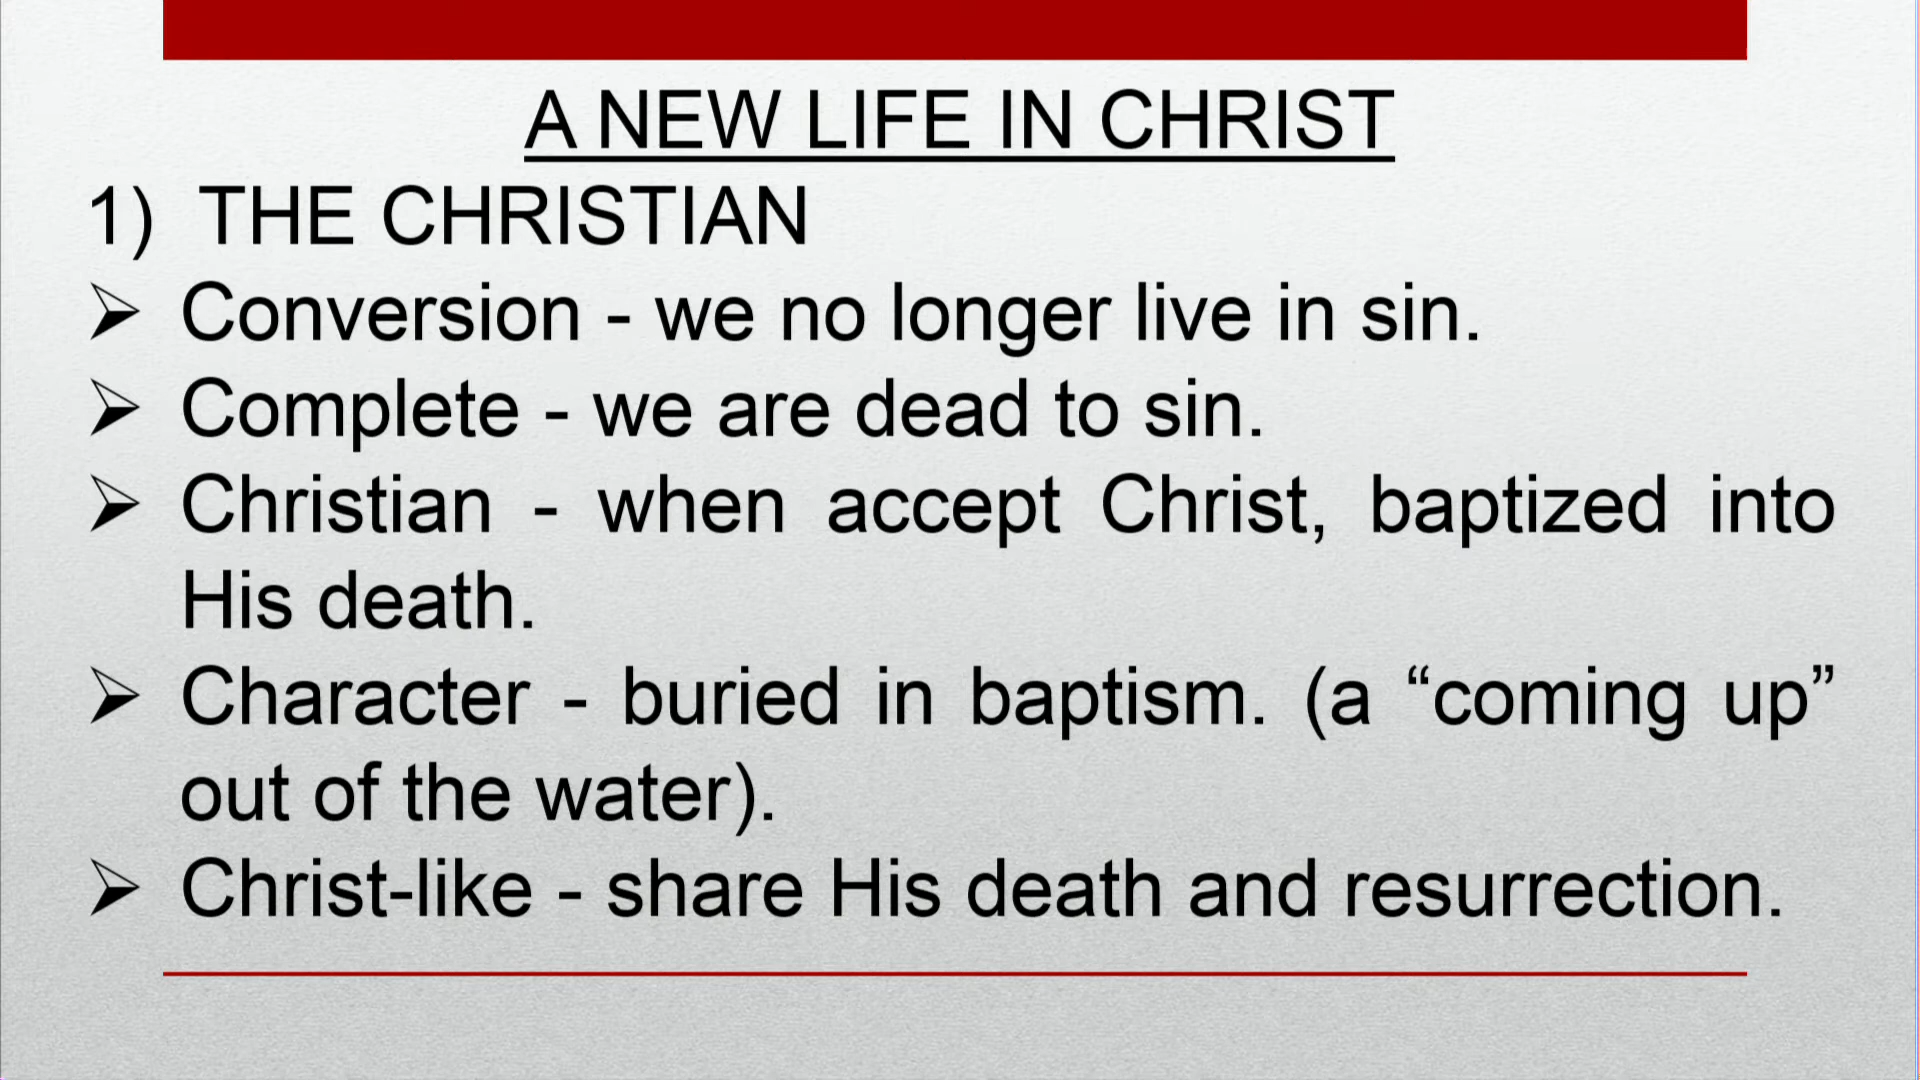 A NEW LIFE IN CHRIST
1) THE CHRISTIAN
➢ Conversion - we no longer live in sin.
➢ Complete - we are dead to sin.
➢ Christian - when accept Christ, baptized into
His death.
➢ Character - buried in baptism. (a “coming up”
out of the water).
➢ Christ-like - share His death and resurrection.